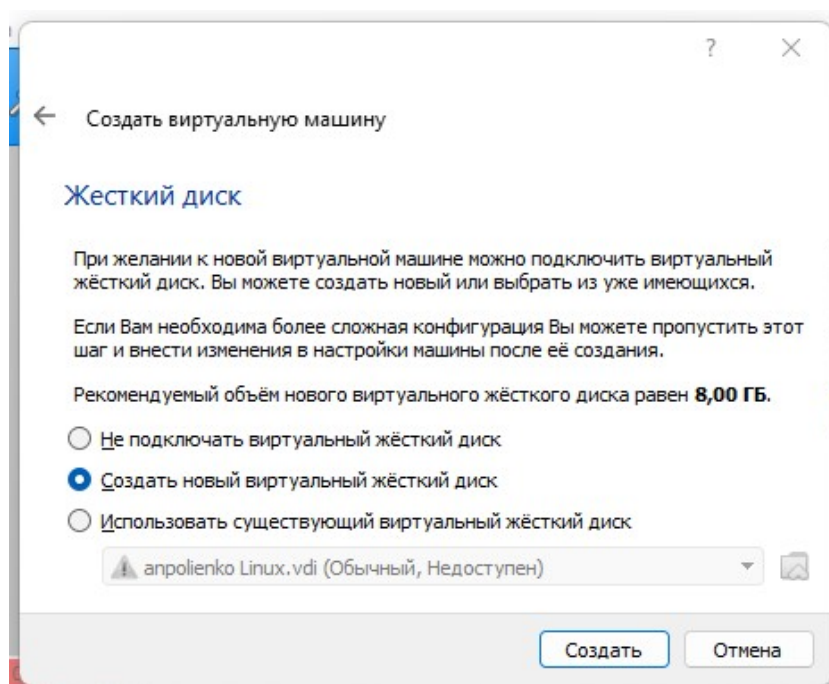 ?
Создать виртуальную машину
Жесткий диск
При желании к новой виртуальной машине можно подключить виртуальный
жёсткий диск. Вы можете создать новый или выбрать из уже имеющихся.
Если Вам необходима более сложная конфигурация Вы можете пропустить этот
шаг и внести изменения в настройки машины после её создания.
Рекомендуемый объём нового виртуального жёсткого диска равен 8,00 ГБ.
Не подключать виртуальный жёсткий диск
Создать новый виртуальный жёсткий диск
Использовать существующий виртуальный жёсткий диск
anpolienko Linux.vdi (Обычный, Недоступен)
Создать Отмена